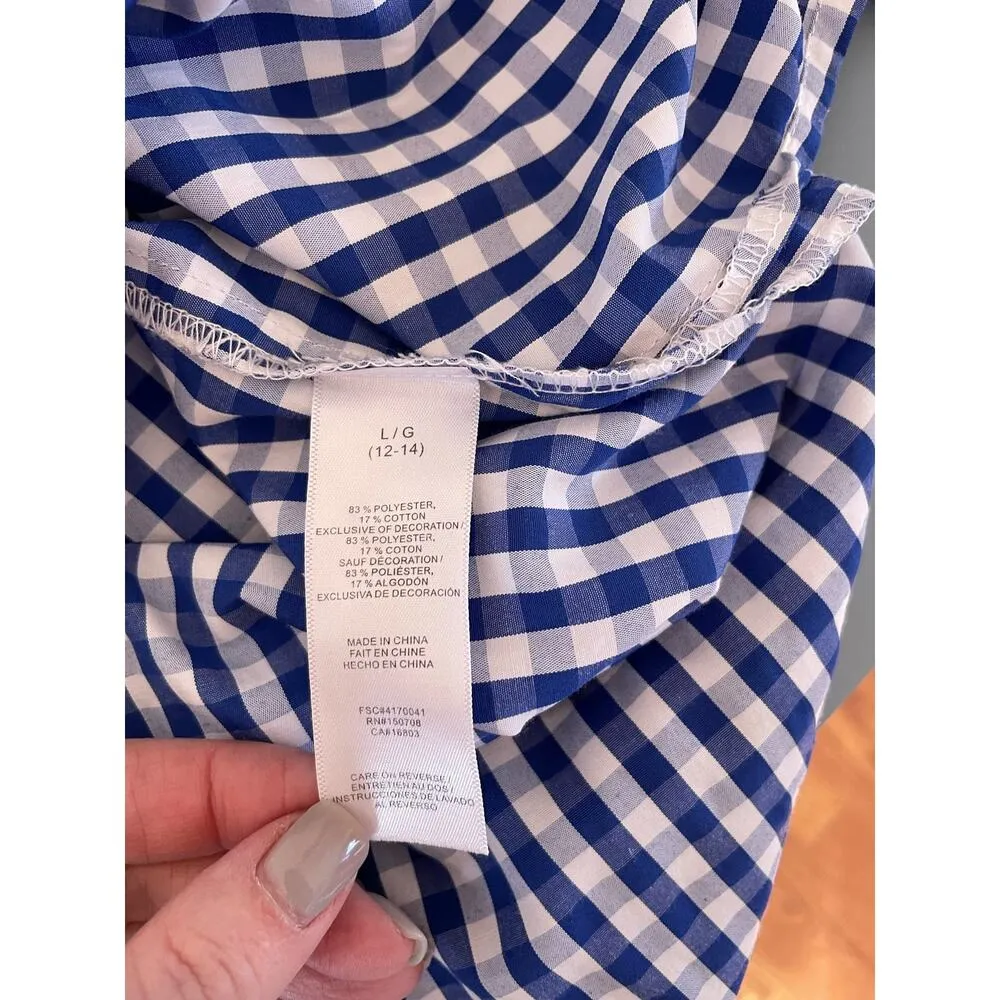 L / G
(12-14)
83 % POLYESTER,
17 % COTTON
EXCLUSIVE OF DECORATION /
83 % POLYESTER,
17 % COTON
SAUF DÉCORATION /
83 % POLIÉSTER,
17 % ALGODÓN
EXCLUSIVA DE DECORACIÓN
MADE IN CHINA
FAIT EN CHINE
HECHO EN CHINA
FSC#4170041
RN#150708
CA#16803
CARE ON REVERSE /
ENTRETIEN AU DOS /
INSTRUCCIONES DE LAVADO
AL REVERSO